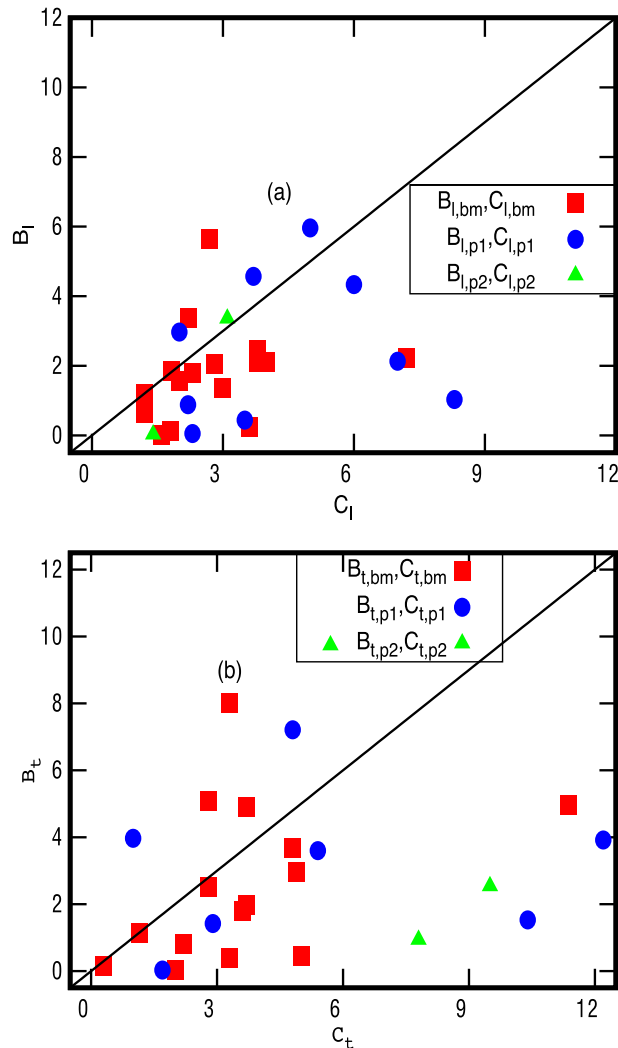 12
10
8
6
4
2
0
B_l
(a)
B_l,bm,C_l,bm
B_l,p1,C_l,p1
B_l,p2,C_l,p2
0 3 6 9 12
C_l
12
10
8
6
4
2
0
B_t
(b)
B_t,bm,C_t,bm
B_t,p1,C_t,p1
B_t,p2,C_t,p2
0 3 6 9 12
C_t